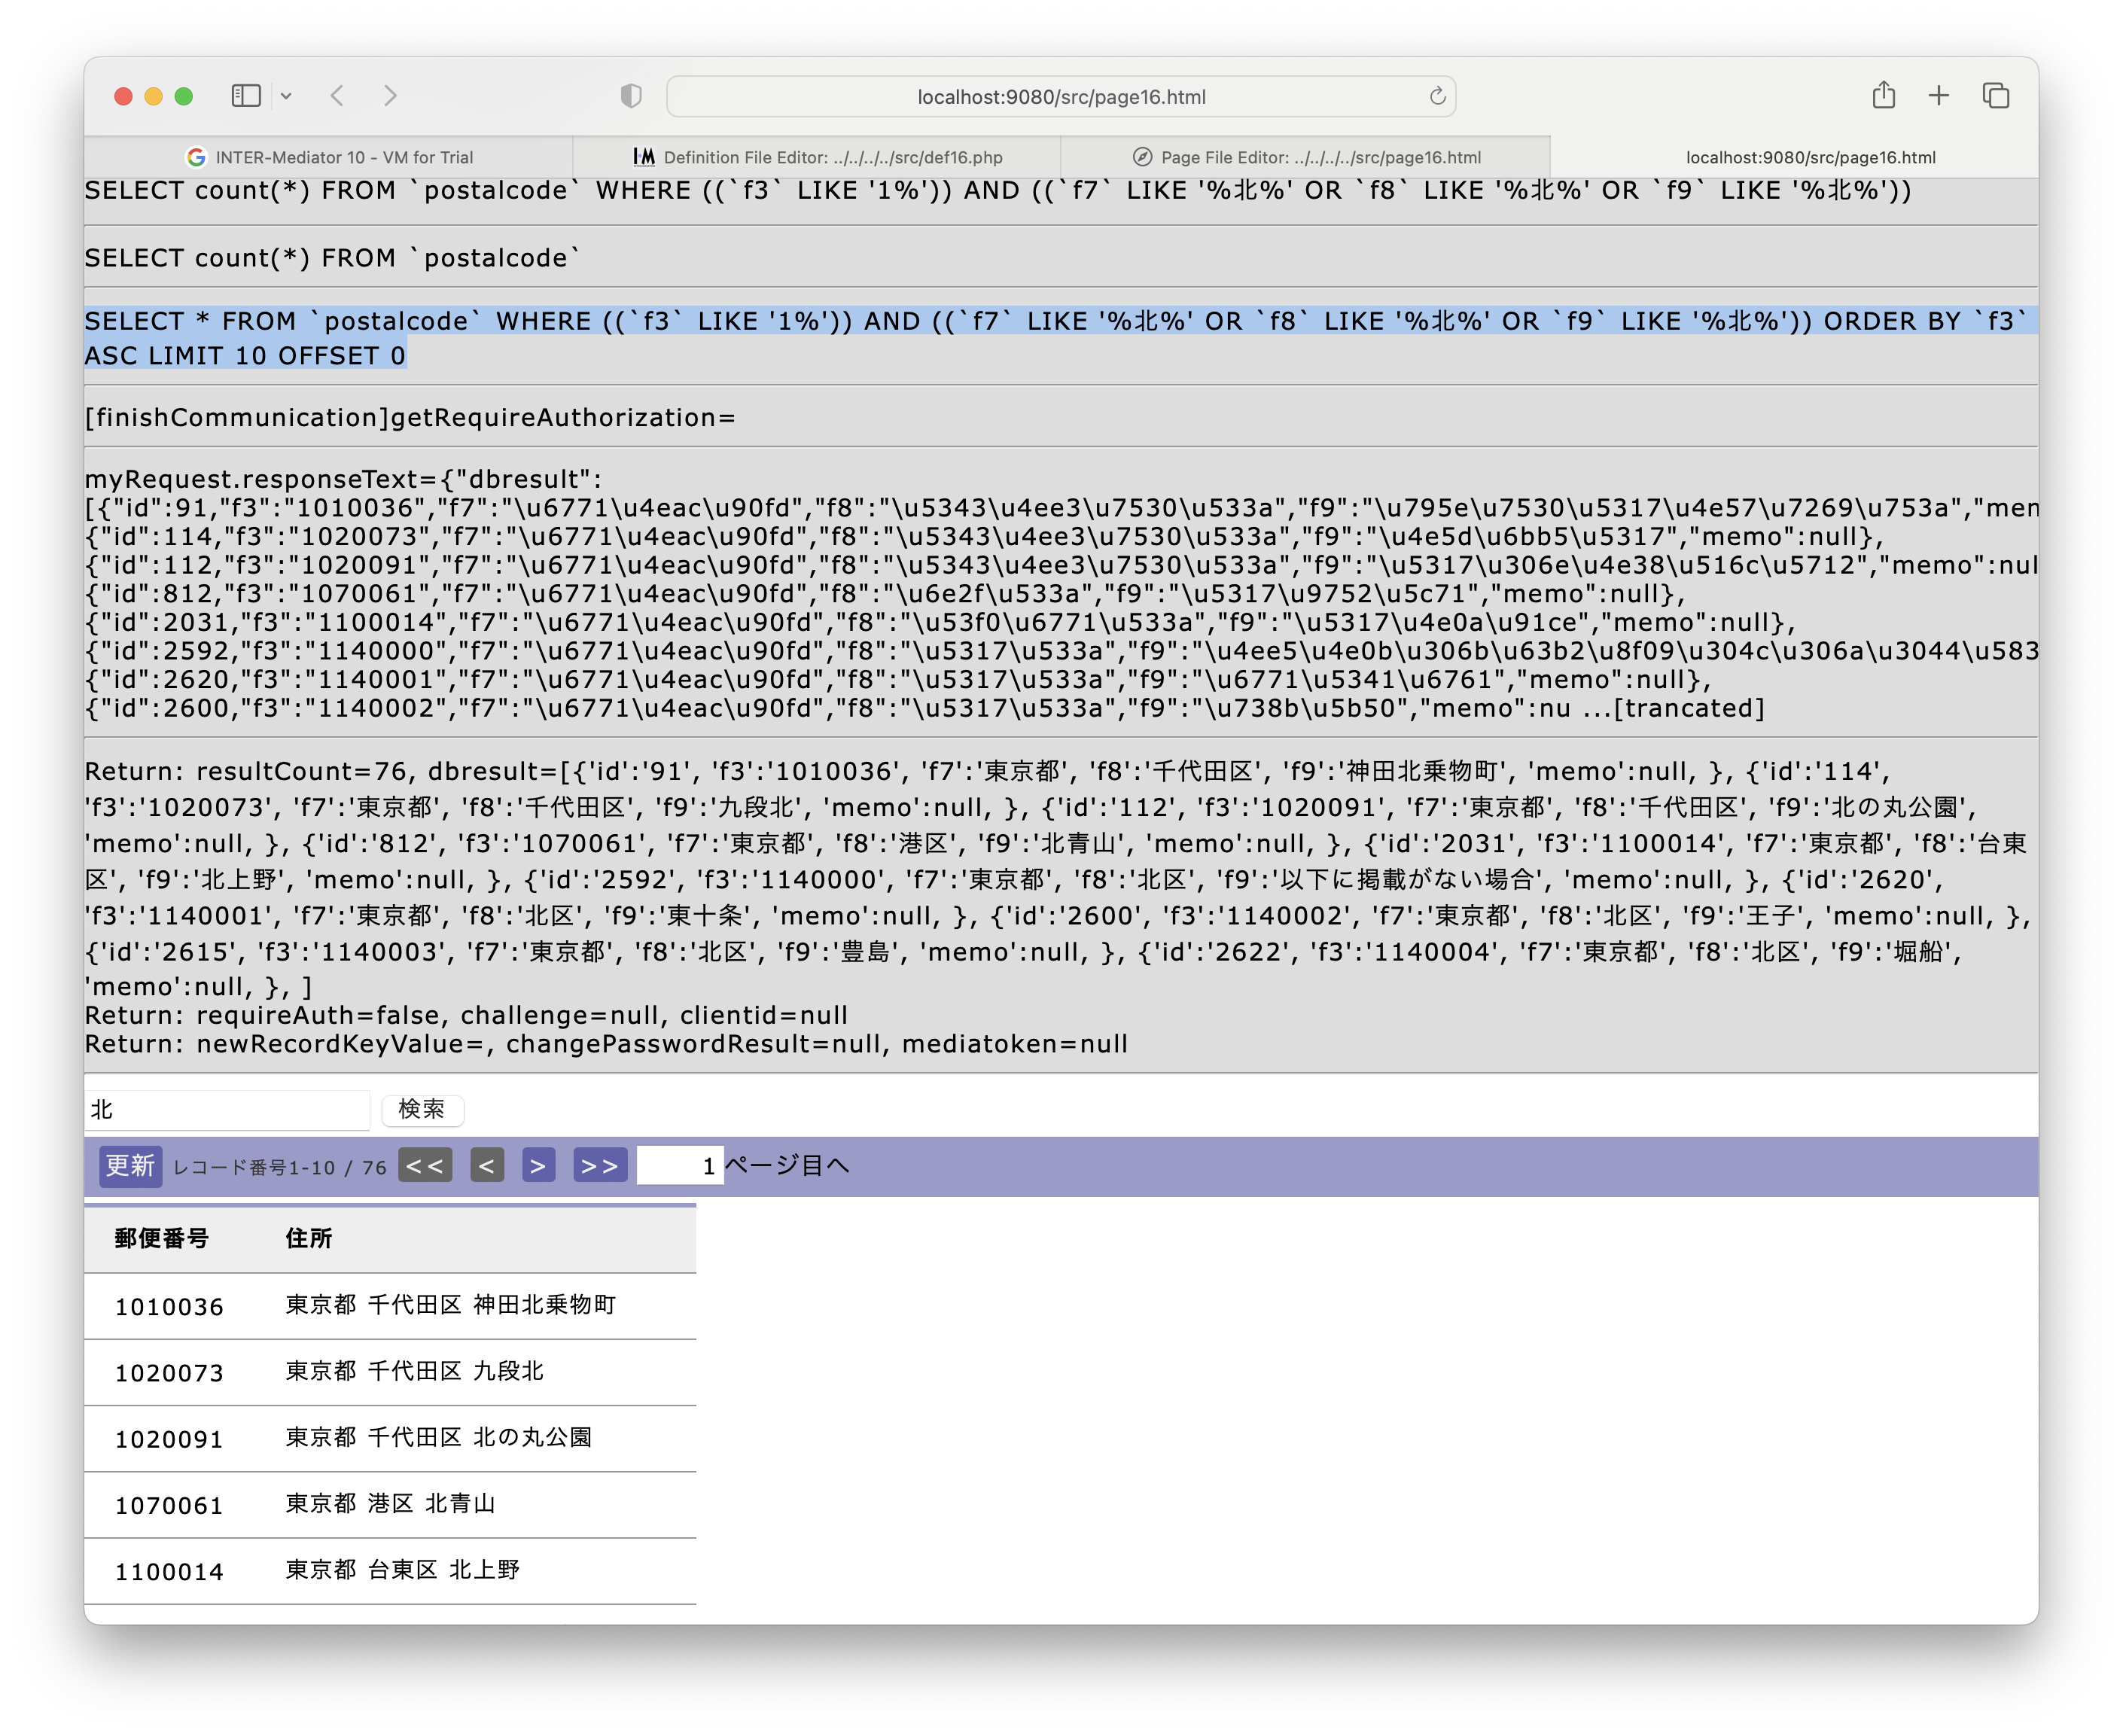 localhost:9080/src/page16.html
INTER-Mediator 10 - VM for Trial
Definition File Editor: ../../../../src/def16.php
Page File Editor: ../../../../src/page16.html
localhost:9080/src/page16.html
SELECT count(*) FROM `postalcode` WHERE ((`f3` LIKE '1%')) AND ((`f7` LIKE '%北%' OR `f8` LIKE '%北%' OR `f9` LIKE '%北%'))
SELECT count(*) FROM `postalcode`
SELECT * FROM `postalcode` WHERE ((`f3` LIKE '1%')) AND ((`f7` LIKE '%北%' OR `f8` LIKE '%北%' OR `f9` LIKE '%北%')) ORDER BY `f3`
ASC LIMIT 10 OFFSET 0
[finishCommunication]getRequireAuthorization=
myRequest.responseText={"dbresult":
[{"id":91,"f3":"1010036","f7":"\u6771\u4eac\u90fd","f8":"\u5343\u4ee3\u7530\u533a","f9":"\u795e\u7530\u5317\u4e57\u7269\u753a","mem
{"id":114,"f3":"1020073","f7":"\u6771\u4eac\u90fd","f8":"\u5343\u4ee3\u7530\u533a","f9":"\u4e5d\u6bb5\u5317","memo":null},
{"id":112,"f3":"1020091","f7":"\u6771\u4eac\u90fd","f8":"\u5343\u4ee3\u7530\u533a","f9":"\u5317\u306e\u4e38\u516c\u5712","memo":nul
{"id":812,"f3":"1070061","f7":"\u6771\u4eac\u90fd","f8":"\u6e2f\u533a","f9":"\u5317\u9752\u5c71","memo":null},
{"id":2031,"f3":"1100014","f7":"\u6771\u4eac\u90fd","f8":"\u53f0\u6771\u533a","f9":"\u5317\u4e0a\u91ce","memo":null},
{"id":2592,"f3":"1140000","f7":"\u6771\u4eac\u90fd","f8":"\u5317\u533a","f9":"\u4ee5\u4e0b\u306b\u63b2\u8f09\u304c\u306a\u3044\u583
{"id":2620,"f3":"1140001","f7":"\u6771\u4eac\u90fd","f8":"\u5317\u533a","f9":"\u6771\u5341\u6761","memo":null},
{"id":2600,"f3":"1140002","f7":"\u6771\u4eac\u90fd","f8":"\u5317\u533a","f9":"\u738b\u5b50","memo":nu ...[trancated]
Return: resultCount=76, dbresult=[{'id':'91', 'f3':'1010036', 'f7':'東京都', 'f8':'千代田区', 'f9':'神田北乗物町', 'memo':null, }, {'id':'114',
'f3':'1020073', 'f7':'東京都', 'f8':'千代田区', 'f9':'九段北', 'memo':null, }, {'id':'112', 'f3':'1020091', 'f7':'東京都', 'f8':'千代田区', 'f9':'北の丸公園',
'memo':null, }, {'id':'812', 'f3':'1070061', 'f7':'東京都', 'f8':'港区', 'f9':'北青山', 'memo':null, }, {'id':'2031', 'f3':'1100014', 'f7':'東京都', 'f8':'台東
区', 'f9':'北上野', 'memo':null, }, {'id':'2592', 'f3':'1140000', 'f7':'東京都', 'f8':'北区', 'f9':'以下に掲載がない場合', 'memo':null, }, {'id':'2620',
'f3':'1140001', 'f7':'東京都', 'f8':'北区', 'f9':'東十条', 'memo':null, }, {'id':'2600', 'f3':'1140002', 'f7':'東京都', 'f8':'北区', 'f9':'王子', 'memo':null, },
{'id':'2615', 'f3':'1140003', 'f7':'東京都', 'f8':'北区', 'f9':'豊島', 'memo':null, }, {'id':'2622', 'f3':'1140004', 'f7':'東京都', 'f8':'北区', 'f9':'堀船',
'memo':null, }, ]
Return: requireAuth=false, challenge=null, clientid=null
Return: newRecordKeyValue=, changePasswordResult=null, mediatoken=null
北 検索
更新 レコード番号1-10 / 76 << < > >> 1 ページ目へ
郵便番号 住所
1010036 東京都 千代田区 神田北乗物町
1020073 東京都 千代田区 九段北
1020091 東京都 千代田区 北の丸公園
1070061 東京都 港区 北青山
1100014 東京都 台東区 北上野